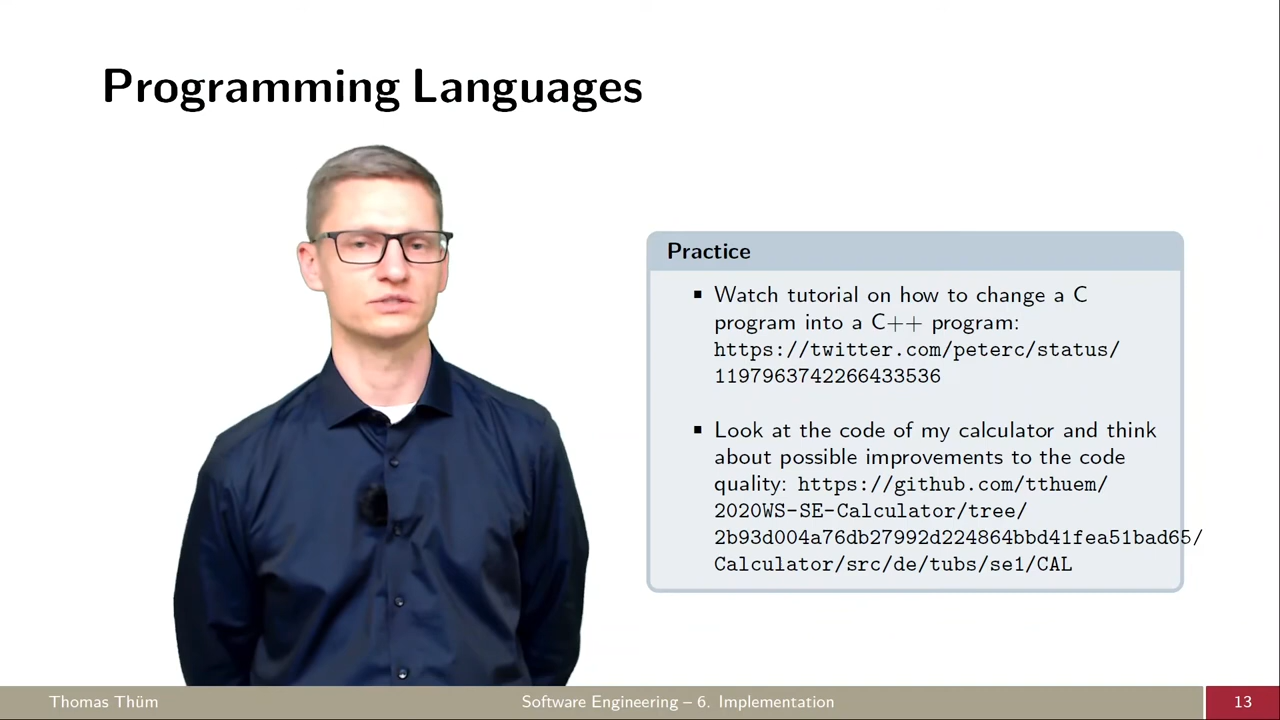 Programming Languages
Practice
▪ Watch tutorial on how to change a C
program into a C++ program:
https://twitter.com/peterc/status/
1197963742266433536
▪ Look at the code of my calculator and think
about possible improvements to the code
quality: https://github.com/tthuem/
2020WS-SE-Calculator/tree/
2b93d004a76db27992d224864bbd41fea51bad65/
Calculator/src/de/tubs/se1/CAL
Thomas Thüm
Software Engineering – 6. Implementation
13